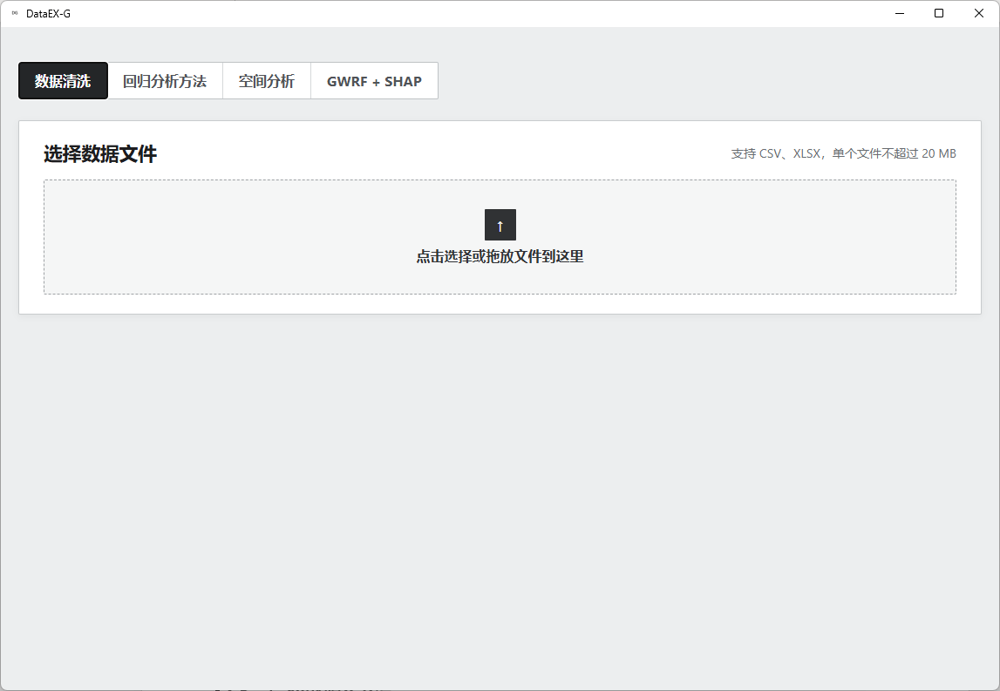 DataEX-G
数据清洗 回归分析方法 空间分析 GWRF + SHAP
选择数据文件 支持 CSV、XLSX，单个文件不超过 20 MB
↑
点击选择或拖放文件到这里